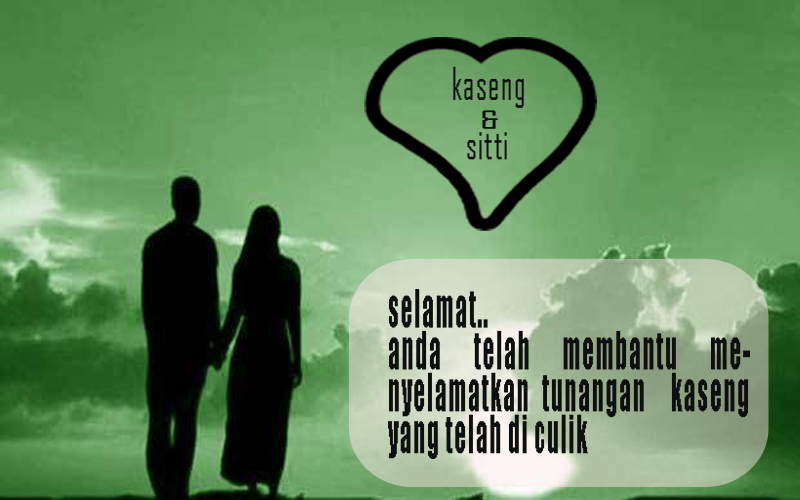 kaseng
&
sitti
selamat..
anda telah membantu me-
nyelamatkan tunangan kaseng
yang telah di culik